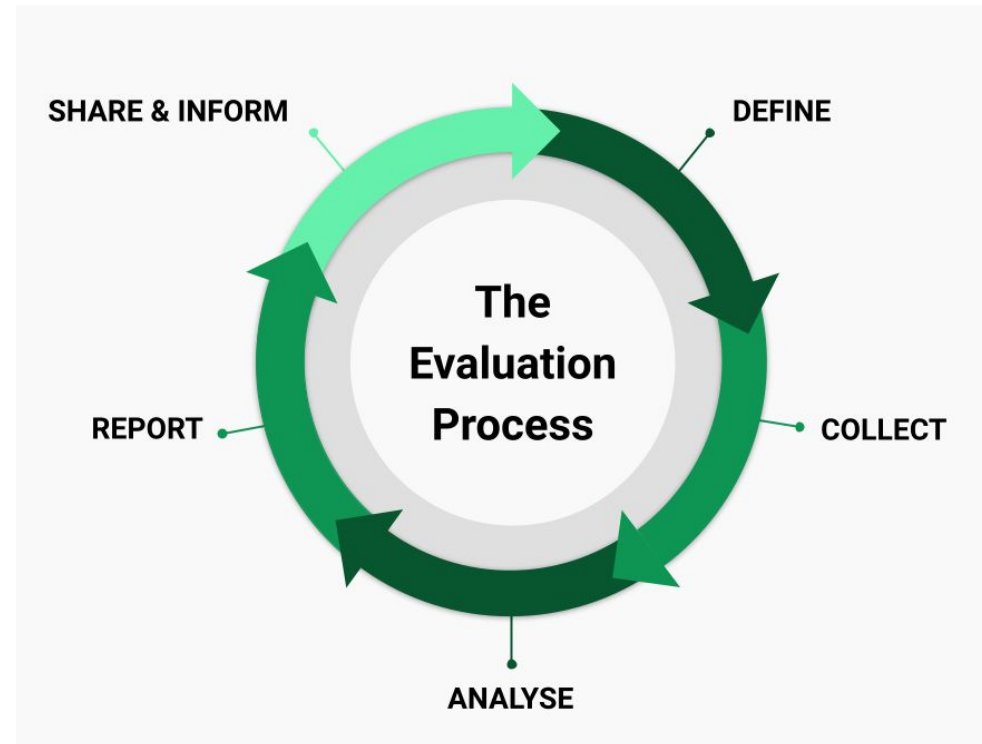 SHARE & INFORM
DEFINE
The
Evaluation
Process
REPORT
COLLECT
ANALYSE